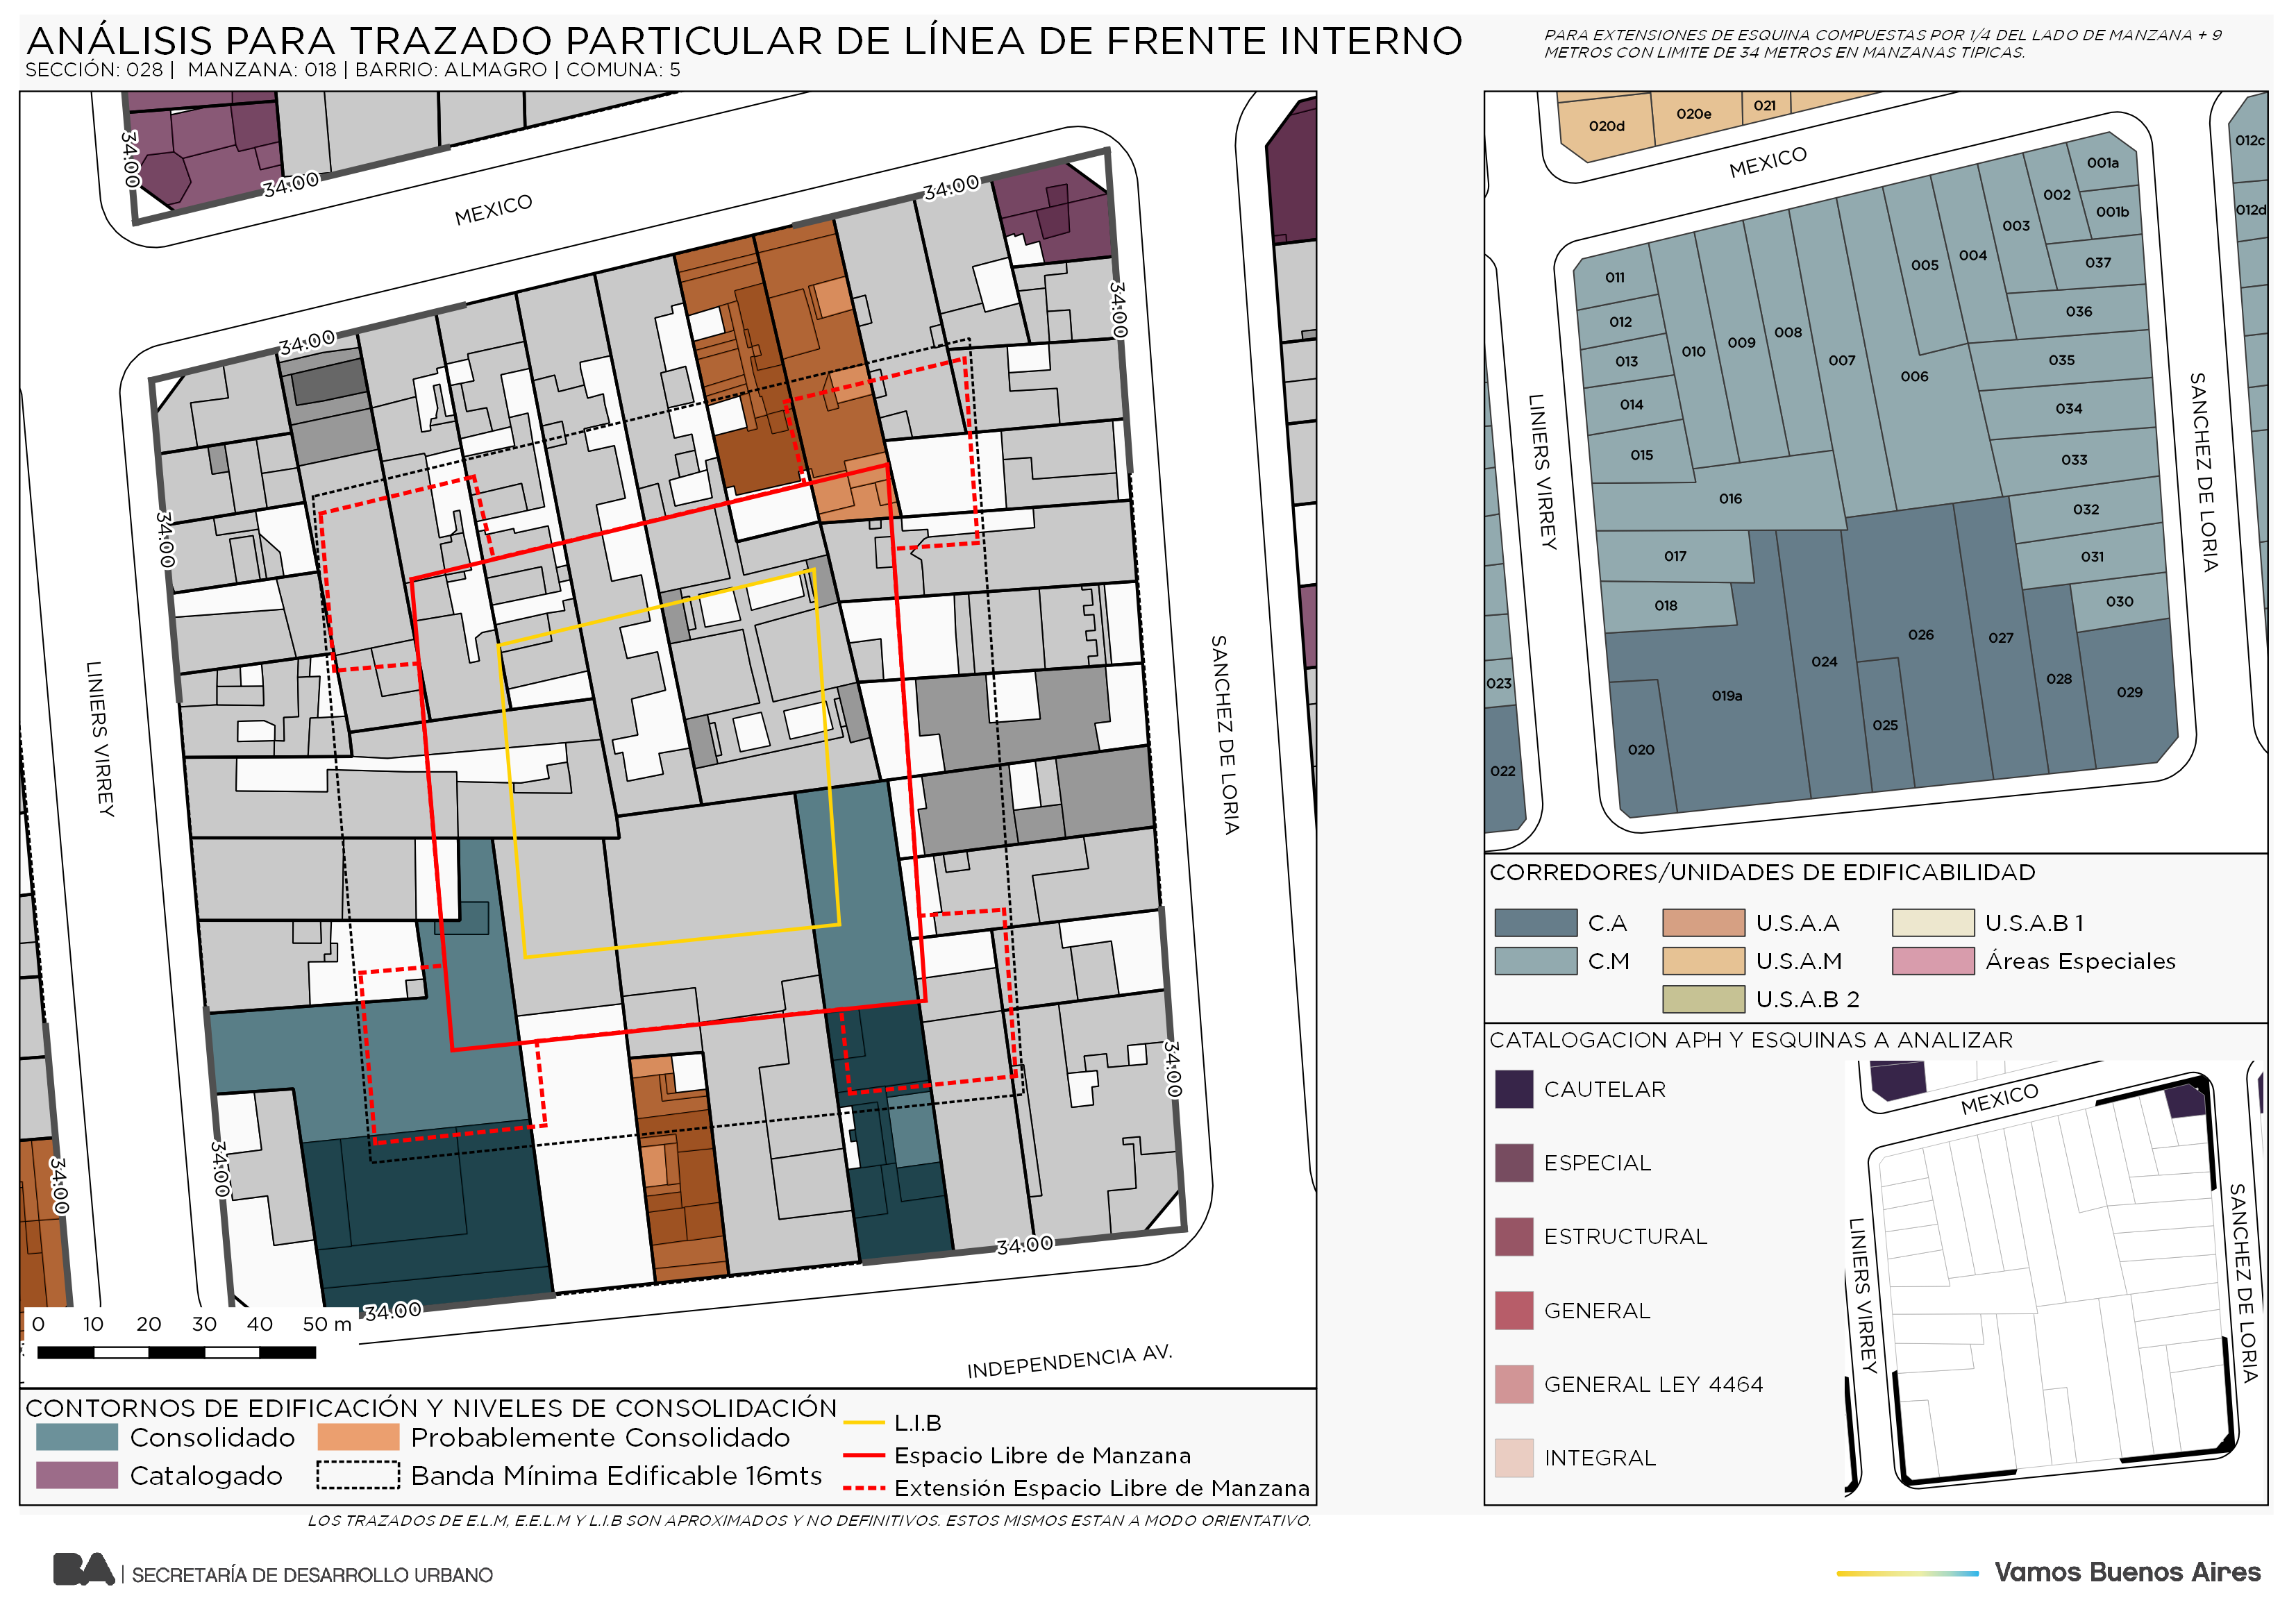 ANÁLISIS PARA TRAZADO PARTICULAR DE LÍNEA DE FRENTE INTERNO
SECCIÓN: 028 | MANZANA: 018 | BARRIO: ALMAGRO | COMUNA: 5
PARA EXTENSIONES DE ESQUINA COMPUESTAS POR 1/4 DEL LADO DE MANZANA + 9
METROS CON LIMITE DE 34 METROS EN MANZANAS TIPICAS.
34.00
34.00
MEXICO
34.00
34.00
34.00
34.00
LINIERS VIRREY
SANCHEZ DE LORIA
34.00
34.00
34.00
34.00
34.00
INDEPENDENCIA AV.
0 10 20 30 40 50 m
CONTORNOS DE EDIFICACIÓN Y NIVELES DE CONSOLIDACIÓN
Consolidado
Probablemente Consolidado
Catalogado
Banda Mínima Edificable 16mts
L.I.B
Espacio Libre de Manzana
Extensión Espacio Libre de Manzana
020d
020e
021
012c
012d
MEXICO
LINIERS VIRREY
SANCHEZ DE LORIA
001a
001b
002
003
004
005
006
007
008
009
010
011
012
013
014
015
016
017
018
019a
020
023
022
024
025
026
027
028
029
030
031
032
033
034
035
036
037
CORREDORES/UNIDADES DE EDIFICABILIDAD
C.A
U.S.A.A
U.S.A.B 1
C.M
U.S.A.M
Áreas Especiales
U.S.A.B 2
CATALOGACION APH Y ESQUINAS A ANALIZAR
CAUTELAR
ESPECIAL
ESTRUCTURAL
GENERAL
GENERAL LEY 4464
INTEGRAL
MEXICO
LINIERS VIRREY
SANCHEZ DE LORIA
LOS TRAZADOS DE E.L.M, E.E.L.M Y L.I.B SON APROXIMADOS Y NO DEFINITIVOS. ESTOS MISMOS ESTAN A MODO ORIENTATIVO.
BA | SECRETARÍA DE DESARROLLO URBANO
Vamos Buenos Aires